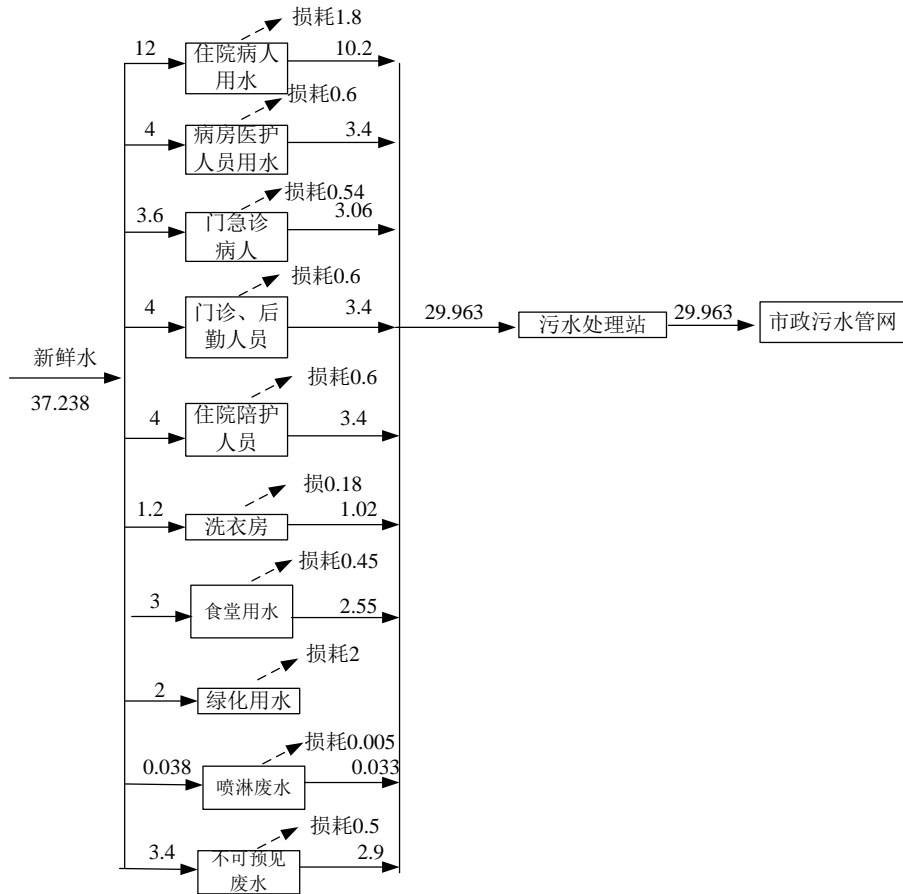 损耗1.8
12
住院病人
用水
10.2
损耗0.6
4
病房医护
人员用水
3.4
损耗0.54
3.6
门急诊
病人
3.06
损耗0.6
4
门诊、后
勤人员
3.4
29.963
污水处理站
29.963
市政污水管网
新鲜水
37.238
损耗0.6
4
住院陪护
人员
3.4
损0.18
1.2
洗衣房
1.02
损耗0.45
3
食堂用水
2.55
损耗2
2
绿化用水
损耗0.005
0.038
喷淋废水
0.033
损耗0.5
3.4
不可预见
废水
2.9